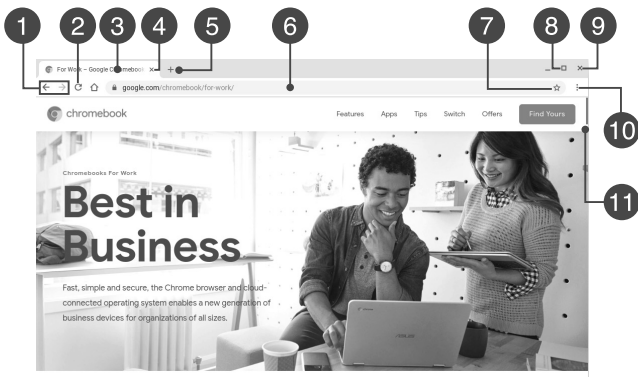 1 2 3 4 5 6 7 8 9
For Work – Google Chromeboo
google.com/chromebook/for-work/
10
chromebook Features Apps Tips Switch Offers Find Yours
11
Chromebooks For Work
Best in
Business
Fast, simple and secure, the Chrome browser and cloud-
connected operating system enables a new generation of
business devices for organizations of all sizes.
ASUS